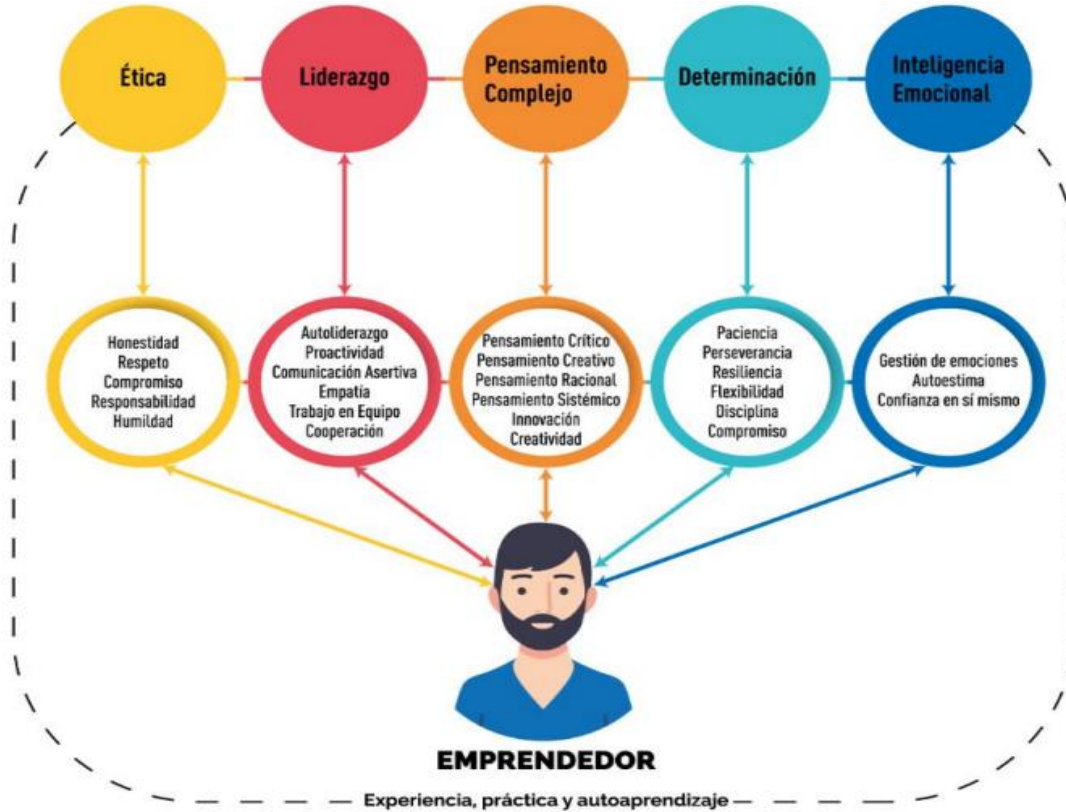 Ética
Liderazgo
Pensamiento
Complejo
Determinación
Inteligencia
Emocional
Honestidad
Respeto
Compromiso
Responsabilidad
Humildad
Autoliderazgo
Proactividad
Comunicación Asertiva
Empatía
Trabajo en Equipo
Cooperación
Pensamiento Crítico
Pensamiento Creativo
Pensamiento Racional
Pensamiento Sistémico
Innovación
Creatividad
Paciencia
Perseverancia
Resiliencia
Flexibilidad
Disciplina
Compromiso
Gestión de emociones
Autoestima
Confianza en sí mismo
EMPRENDEDOR
Experiencia, práctica y autoaprendizaje